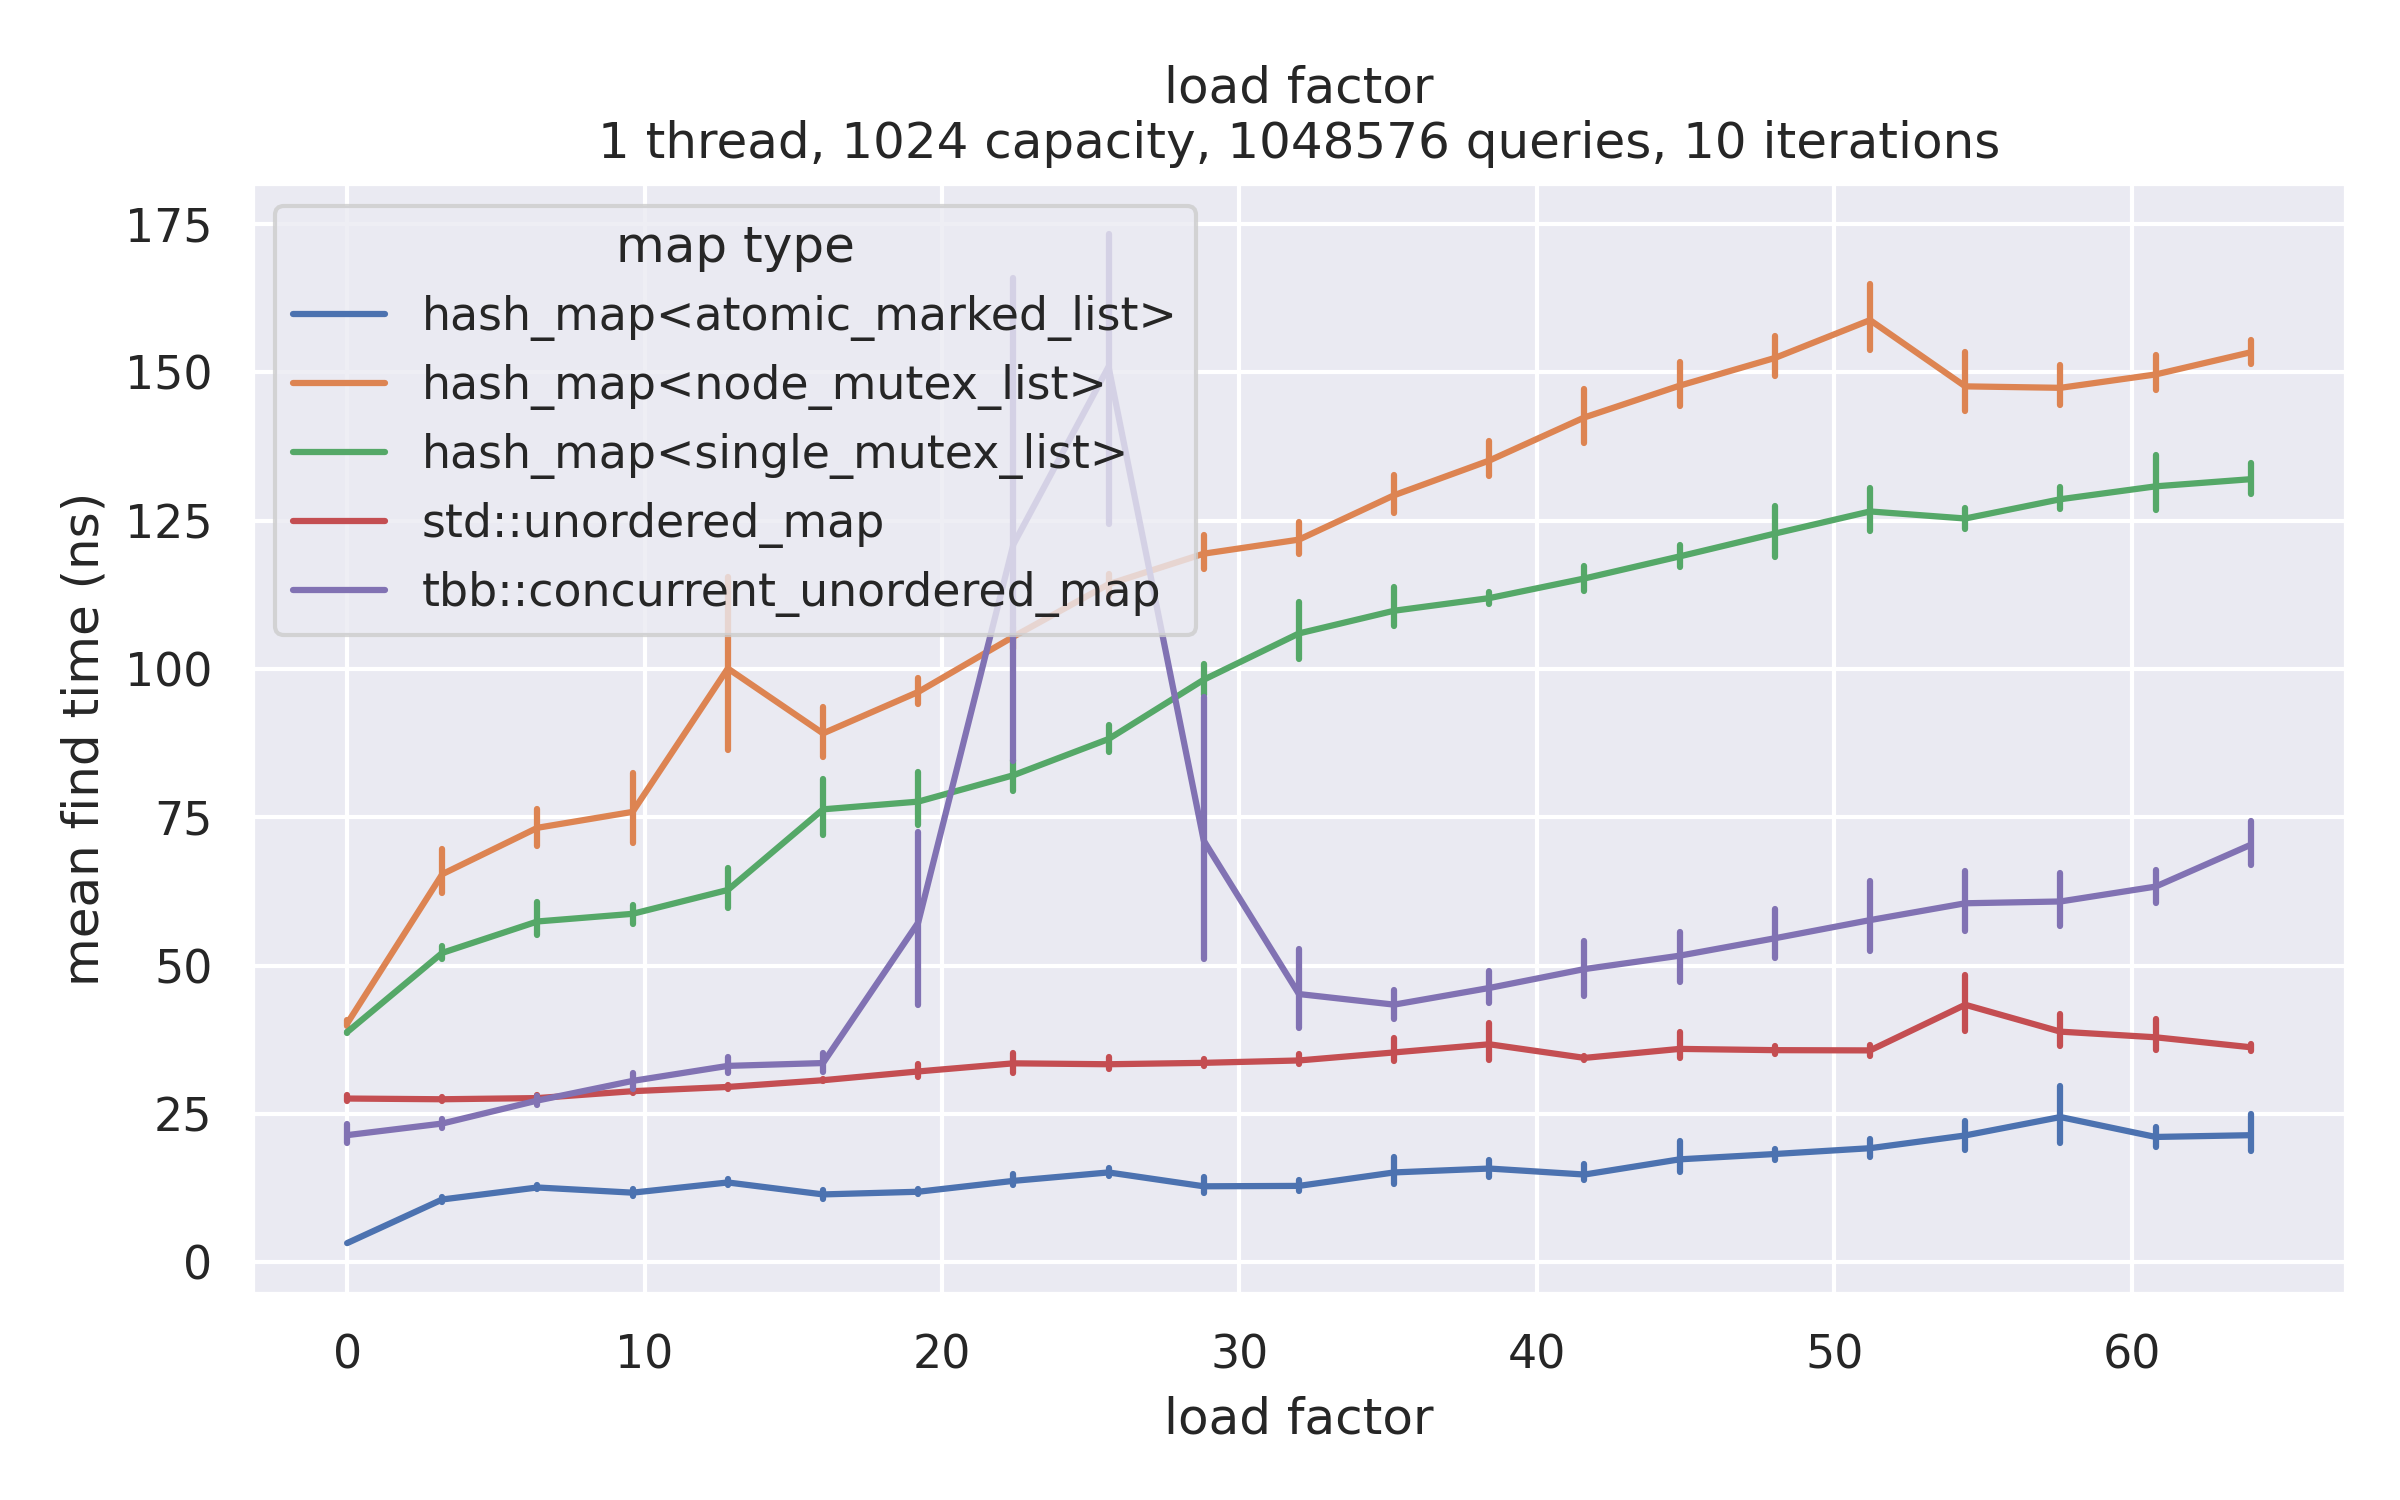 load factor
1 thread, 1024 capacity, 1048576 queries, 10 iterations
map type
hash_map<atomic_marked_list>
hash_map<node_mutex_list>
hash_map<single_mutex_list>
std::unordered_map
tbb::concurrent_unordered_map
mean find time (ns)
175
150
125
100
75
50
25
0
0 10 20 30 40 50 60
load factor